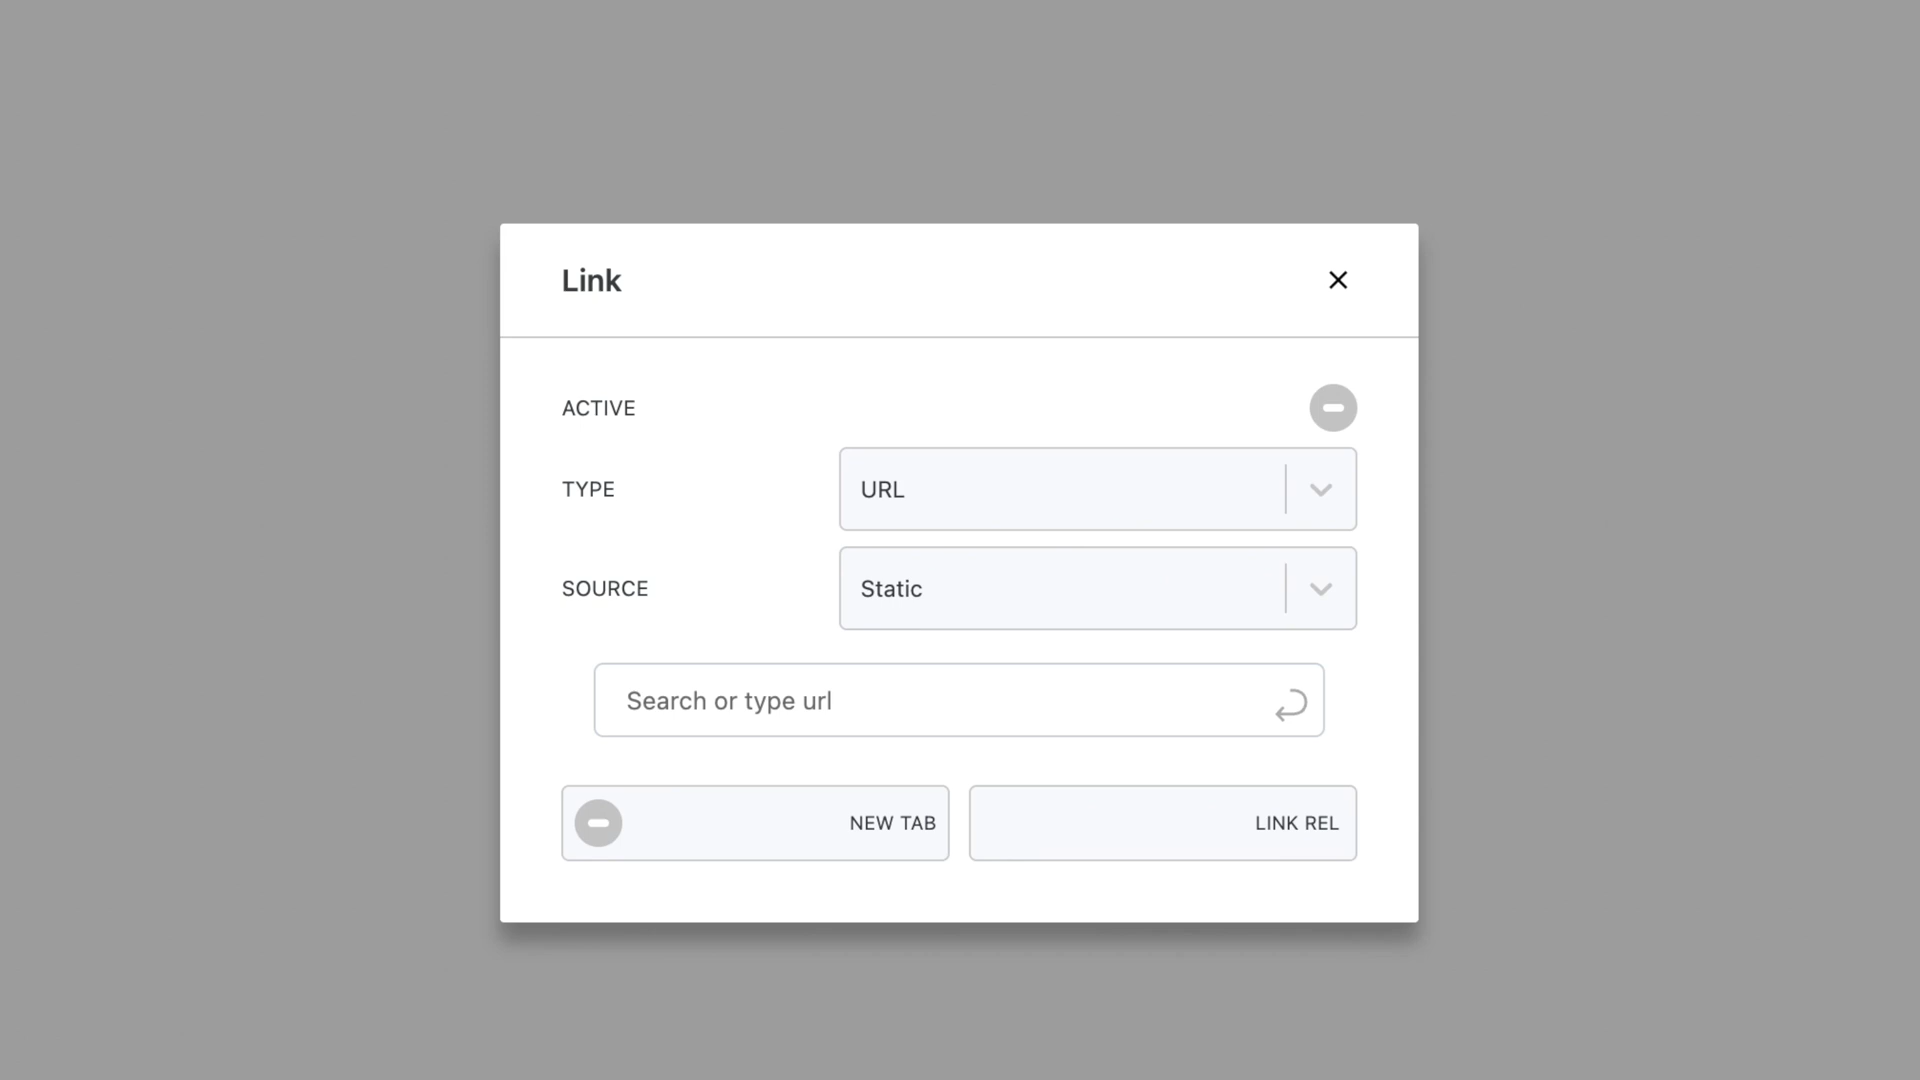 Link
ACTIVE
TYPE
URL
SOURCE
Static
Search or type url
NEW TAB
LINK REL